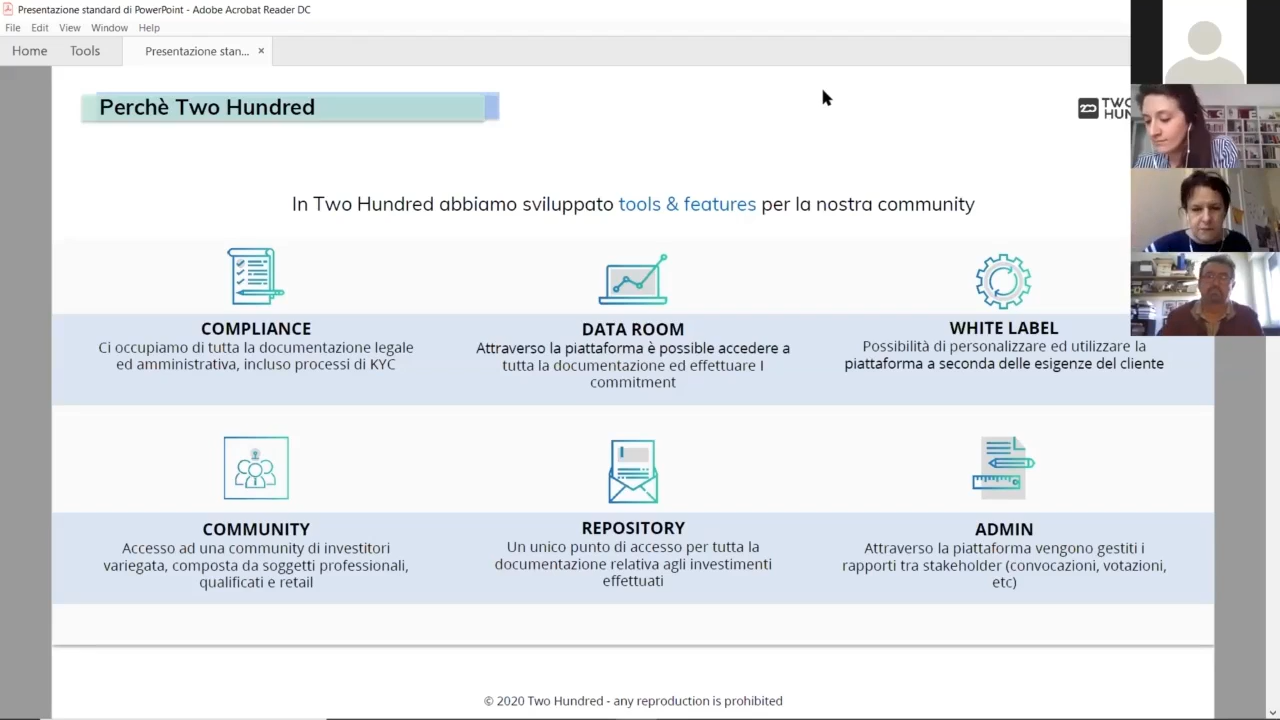 Presentazione standard di PowerPoint - Adobe Acrobat Reader DC
File Edit View Window Help
Home Tools Presentazione stan... ×
Perchè Two Hundred
In Two Hundred abbiamo sviluppato tools & features per la nostra community
COMPLIANCE
Ci occupiamo di tutta la documentazione legale
ed amministrativa, incluso processi di KYC
DATA ROOM
Attraverso la piattaforma è possible accedere a
tutta la documentazione ed effettuare I
commitment
WHITE LABEL
Possibilità di personalizzare ed utilizzare la
piattaforma a seconda delle esigenze del cliente
COMMUNITY
Accesso ad una community di investitori
variegata, composta da soggetti professionali,
qualificati e retail
REPOSITORY
Un unico punto di accesso per tutta la
documentazione relativa agli investimenti
effettuati
ADMIN
Attraverso la piattaforma vengono gestiti i
rapporti tra stakeholder (convocazioni, votazioni,
etc)
© 2020 Two Hundred - any reproduction is prohibited